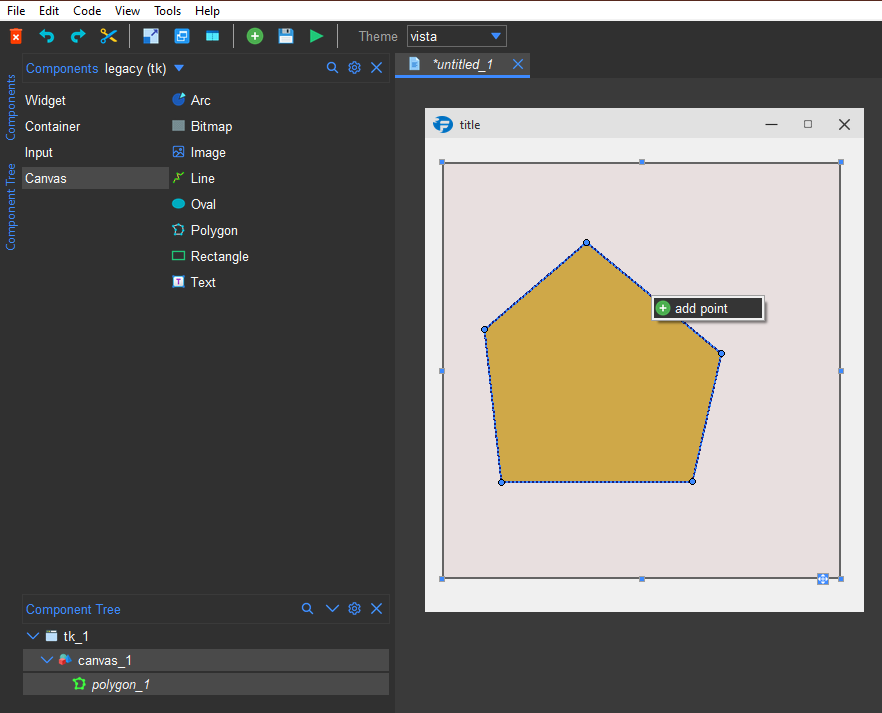 File Edit Code View Tools Help
Theme vista
Components legacy (tk)
*untitled_1
Components
Component Tree
Widget
Container
Input
Canvas
Arc
Bitmap
Image
Line
Oval
Polygon
Rectangle
T Text
title
add point
Component Tree
tk_1
canvas_1
polygon_1